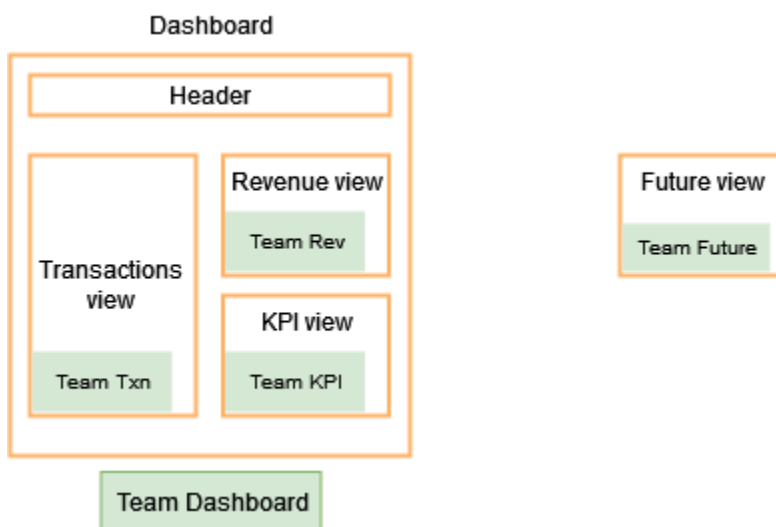 Dashboard
Header
Transactions
view
Team Txn
Revenue view
Team Rev
KPI view
Team KPI
Team Dashboard
Future view
Team Future